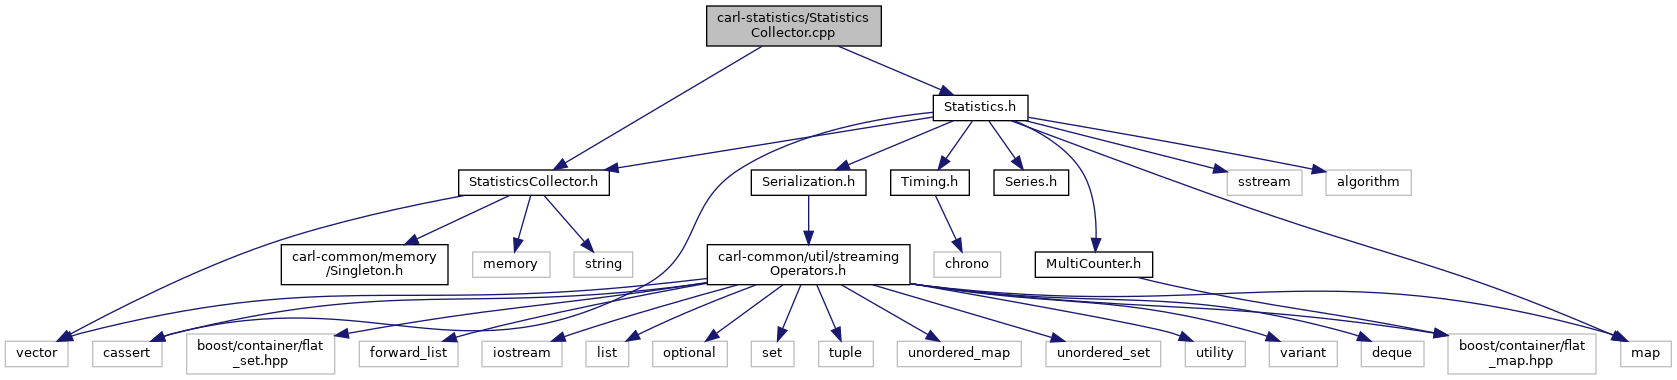 carl-statistics/Statistics
Collector.cpp
Statistics.h
StatisticsCollector.h
Serialization.h
Timing.h
Series.h
sstream
algorithm
carl-common/memory
/Singleton.h
memory
string
carl-common/util/streaming
Operators.h
chrono
MultiCounter.h
vector
cassert
boost/container/flat
_set.hpp
forward_list
iostream
list
optional
set
tuple
unordered_map
unordered_set
utility
variant
deque
boost/container/flat
_map.hpp
map